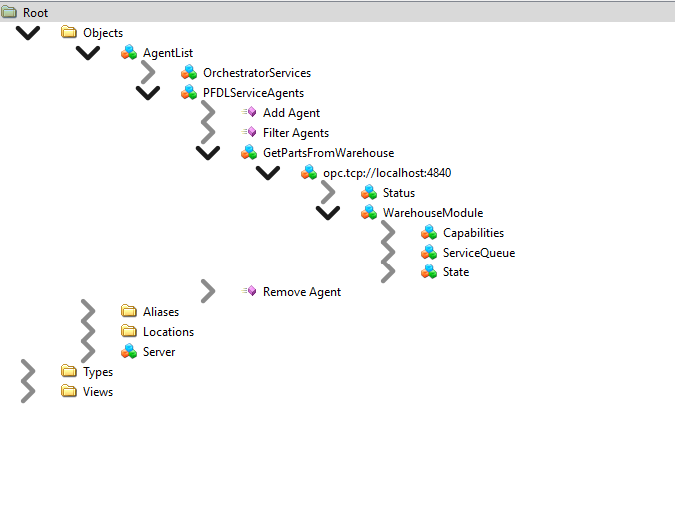 Root
Objects
AgentList
OrchestratorServices
PFDLServiceAgents
Add Agent
Filter Agents
GetPartsFromWarehouse
opc.tcp://localhost:4840
Status
WarehouseModule
Capabilities
ServiceQueue
State
Remove Agent
Aliases
Locations
Server
Types
Views